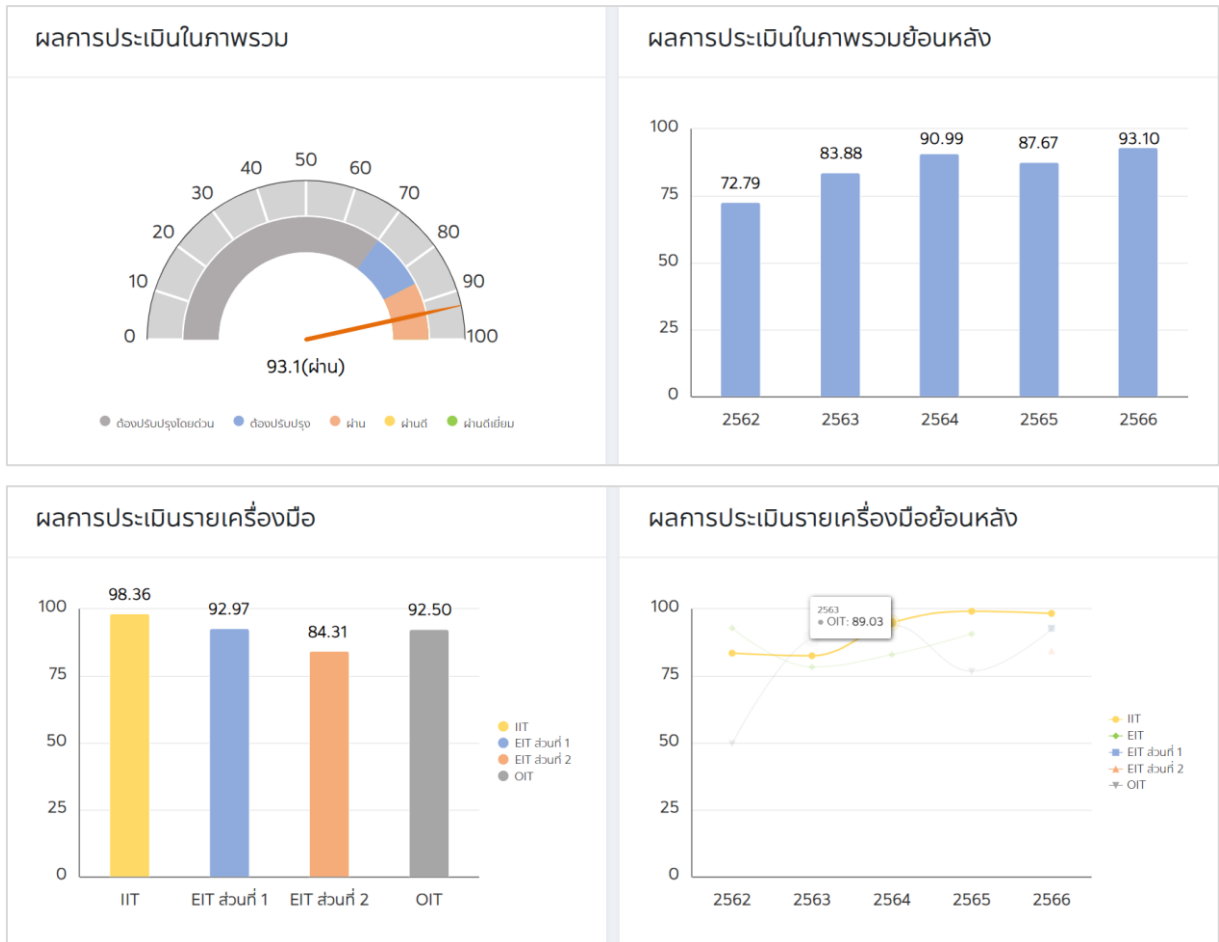 ผลการประเมินในภาพรวม
0
10
20
30
40
50
60
70
80
90
100
93.1(ผ่าน)
ต้องปรับปรุงโดยด่วน ต้องปรับปรุง ผ่าน ผ่านดี ผ่านดีเยี่ยม
ผลการประเมินในภาพรวมย้อนหลัง
100
75
50
25
0
72.79
83.88
90.99
87.67
93.10
2562 2563 2564 2565 2566
ผลการประเมินรายเครื่องมือ
100
75
50
25
0
98.36
92.97
84.31
92.50
IIT EIT ส่วนที่ 1 EIT ส่วนที่ 2 OIT
IIT
EIT ส่วนที่ 1
EIT ส่วนที่ 2
OIT
ผลการประเมินรายเครื่องมือย้อนหลัง
100
75
50
25
0
2563
OIT: 89.03
2562 2563 2564 2565 2566
IIT
EIT
EIT ส่วนที่ 1
EIT ส่วนที่ 2
OIT